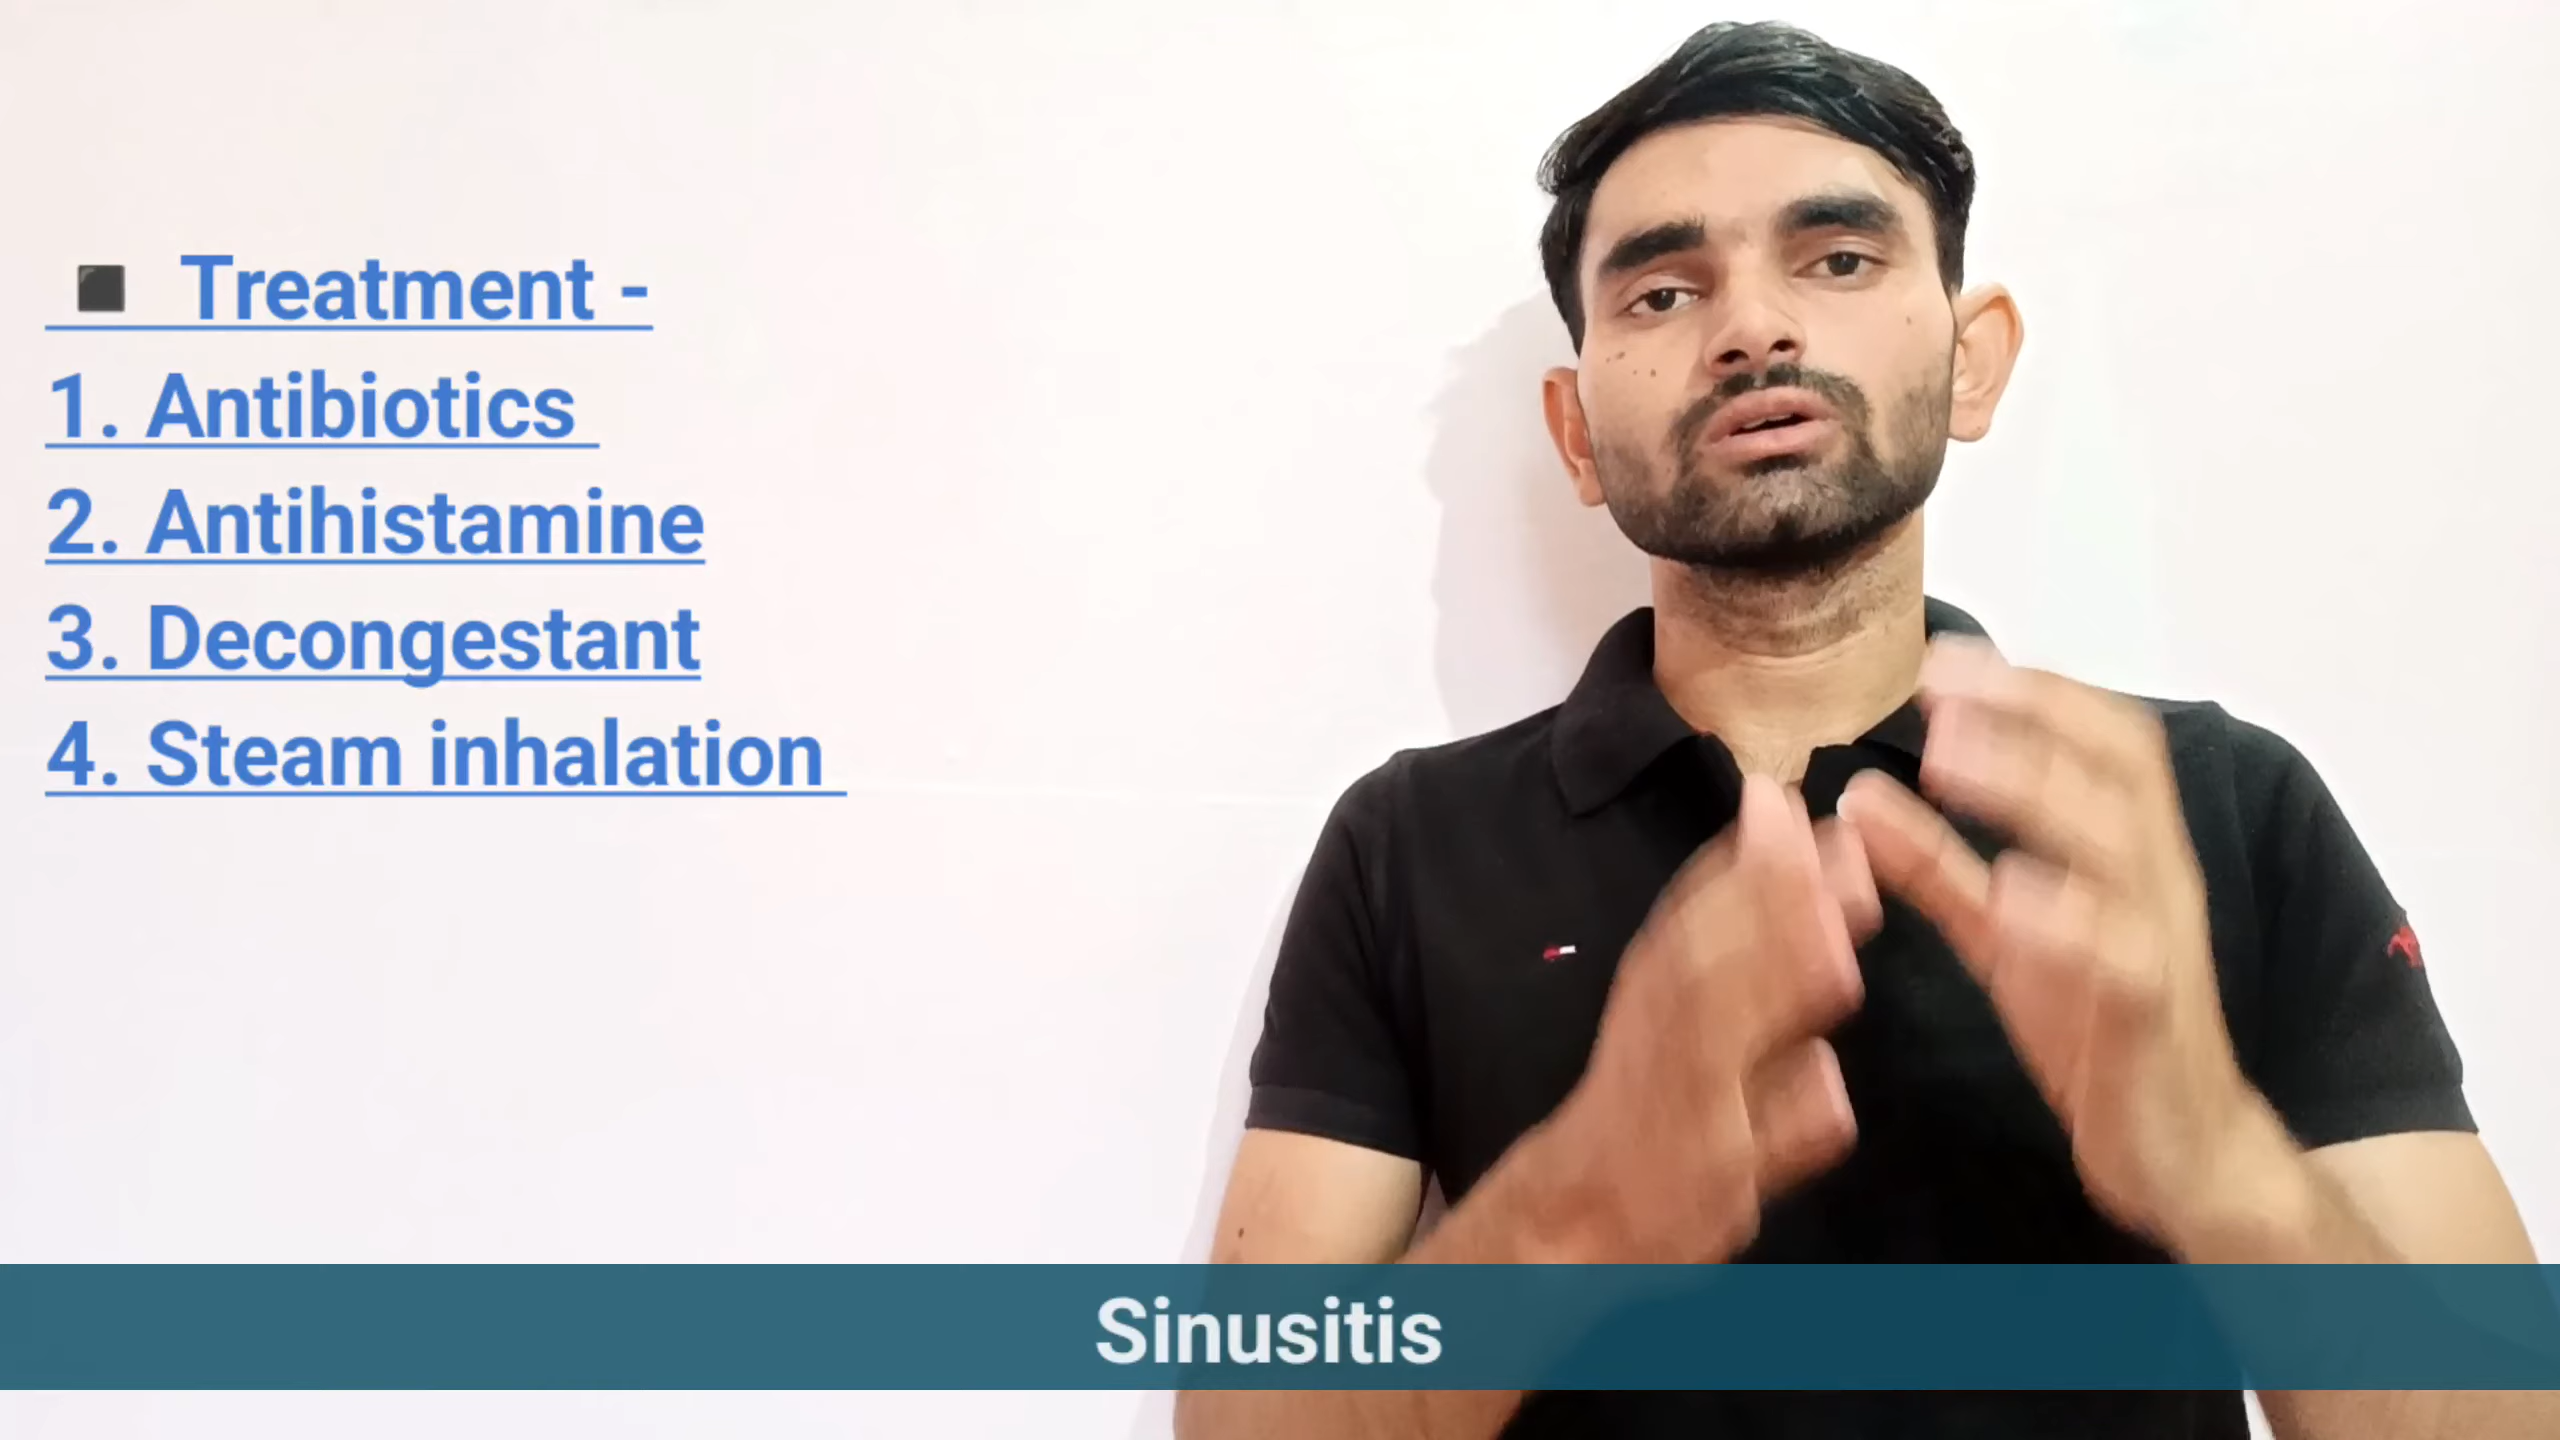 ▪ Treatment -
1. Antibiotics
2. Antihistamine
3. Decongestant
4. Steam inhalation
Sinusitis